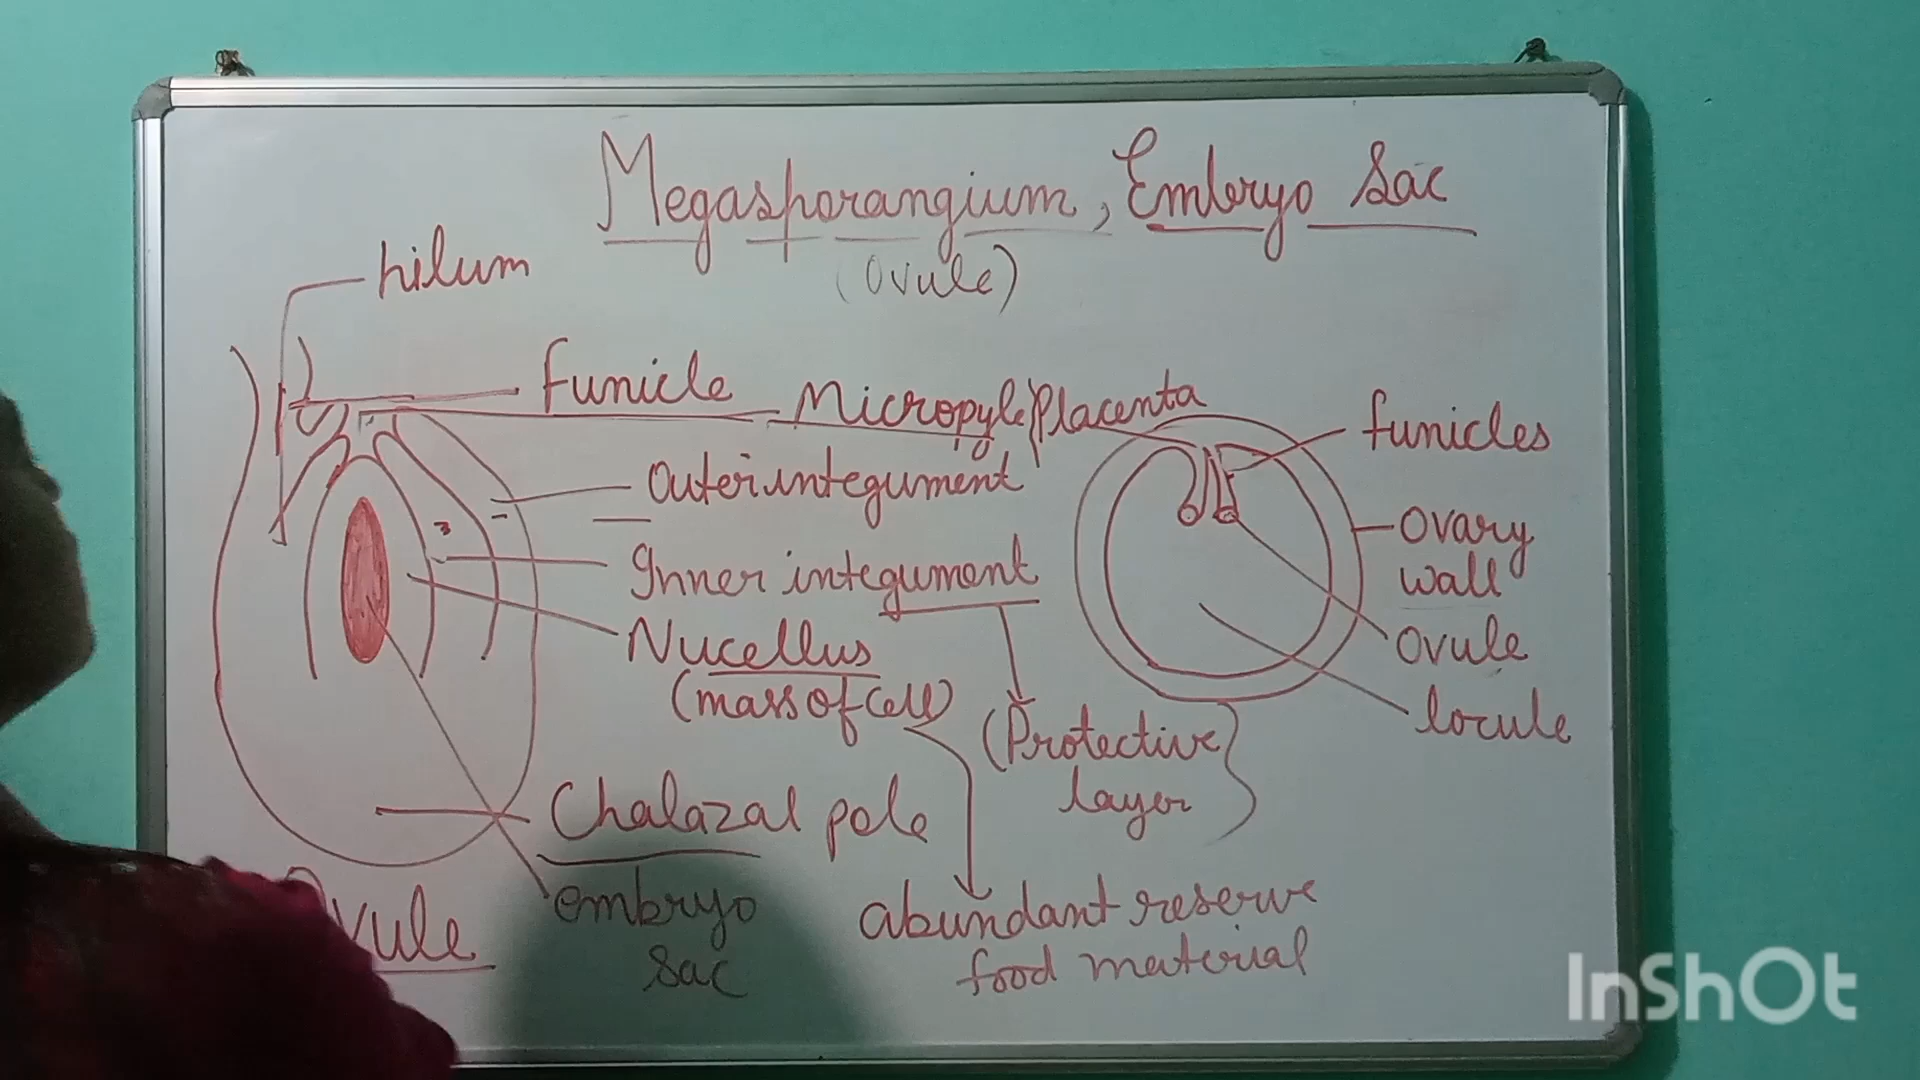 Megasporangium, Embryo Sac
(Ovule)
hilum
Funicle
Micropyle
Placenta
funicles
Outer integument
Ovary
wall
Inner integument
Nucellus
(mass of cell)
Ovule
locule
(Protective
layer
Chalazal pole
embryo
Sac
abundant reserve
food material
Ovule
InShOt